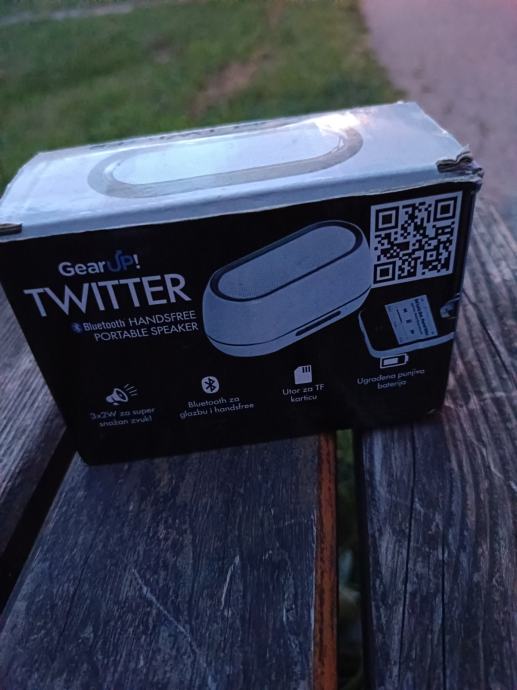 GearUP!
TWITTER
Bluetooth HANDSFREE
PORTABLE SPEAKER
3x2W za super
snažan zvuk!
Bluetooth za
glazbu i handsfree
Utor za TF
karticu
Ugrađena punjiva
baterija